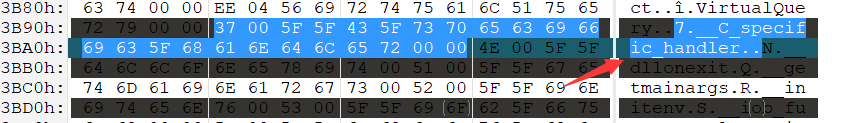 3B80h: 63 74 00 00 EE 04 56 69 72 74 75 61 6C 51 75 65 ct..î.VirtualQue
3B90h: 72 79 00 00 37 00 5F 5F 43 5F 73 70 65 63 69 66 ry..7.__C_specif
3BA0h: 69 63 5F 68 61 6E 64 6C 65 72 00 00 4E 00 5F 5F ic_handler..N.__
3BB0h: 64 6C 6C 6F 6E 65 78 69 74 00 51 00 5F 5F 67 65 dllonexit.Q.__ge
3BC0h: 74 6D 61 69 6E 61 72 67 73 00 52 00 5F 5F 69 6E tmainargs.R.__in
3BD0h: 69 74 65 6E 76 00 53 00 5F 5F 69 6F 62 5F 66 75 itenv.S.__iob_fu